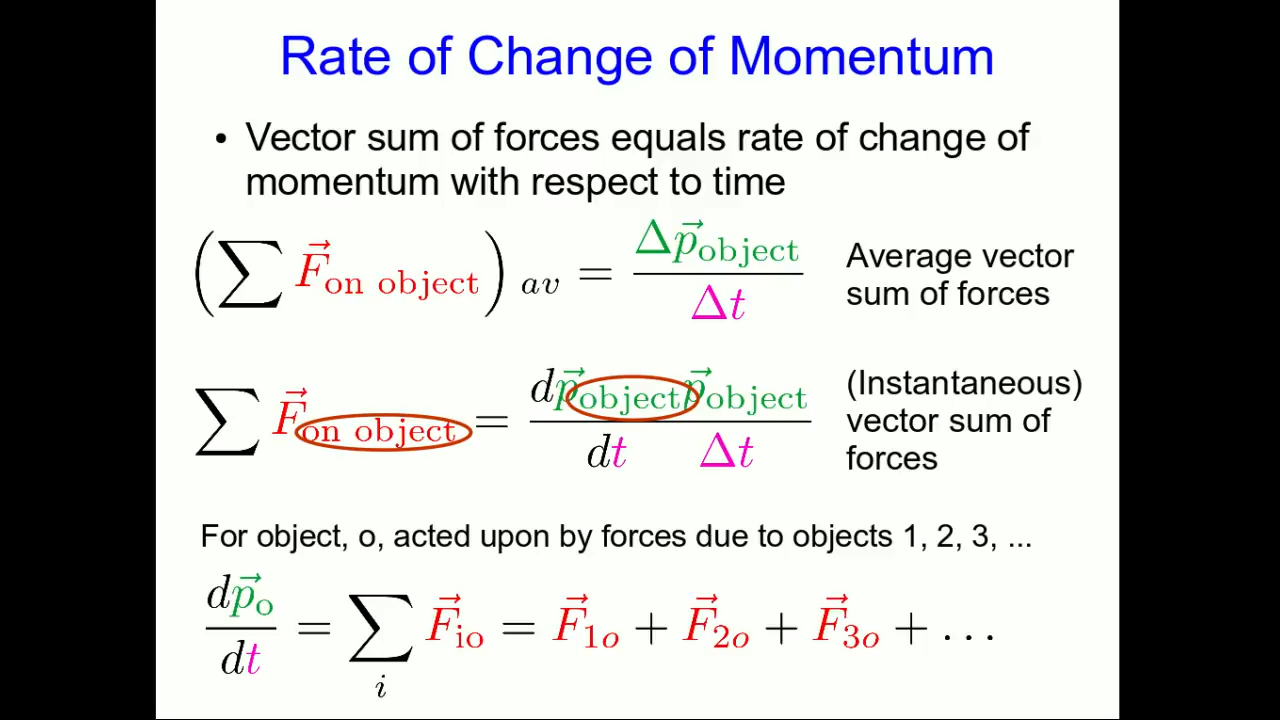 Rate of Change of Momentum
• Vector sum of forces equals rate of change of
momentum with respect to time
(∑ F⃗on object) av = Δp⃗object / Δt
Average vector
sum of forces
∑ F⃗on object = dp⃗object p⃗object / dt Δt
(Instantaneous)
vector sum of
forces
For object, o, acted upon by forces due to objects 1, 2, 3, ...
dp⃗o / dt = ∑i F⃗io = F⃗1o + F⃗2o + F⃗3o + ...